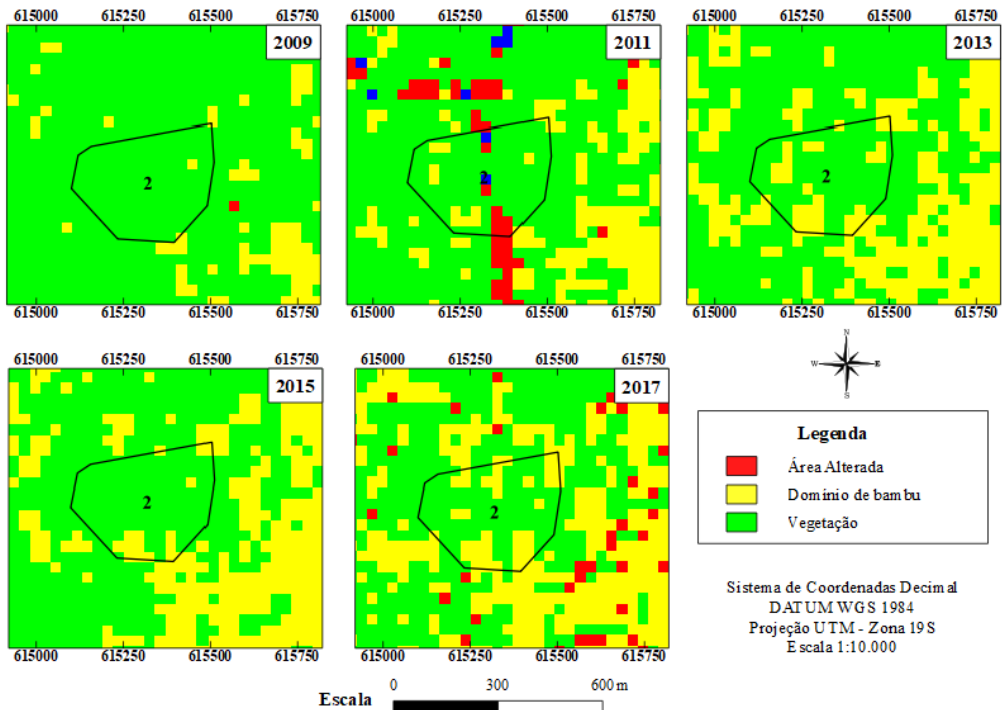 615000 615250 615500 615750
2009
2
615000 615250 615500 615750
615000 615250 615500 615750
2011
2
615000 615250 615500 615750
615000 615250 615500 615750
2013
2
615000 615250 615500 615750
615000 615250 615500 615750
2015
2
615000 615250 615500 615750
615000 615250 615500 615750
2017
2
615000 615250 615500 615750
N
W E
S
Legenda
Área Alterada
Domínio de bambu
Vegetação
Sistema de Coordenadas Decimal
DATUM WGS 1984
Projeção UTM - Zona 19 S
Escala 1:10.000
Escala 0 300 600 m